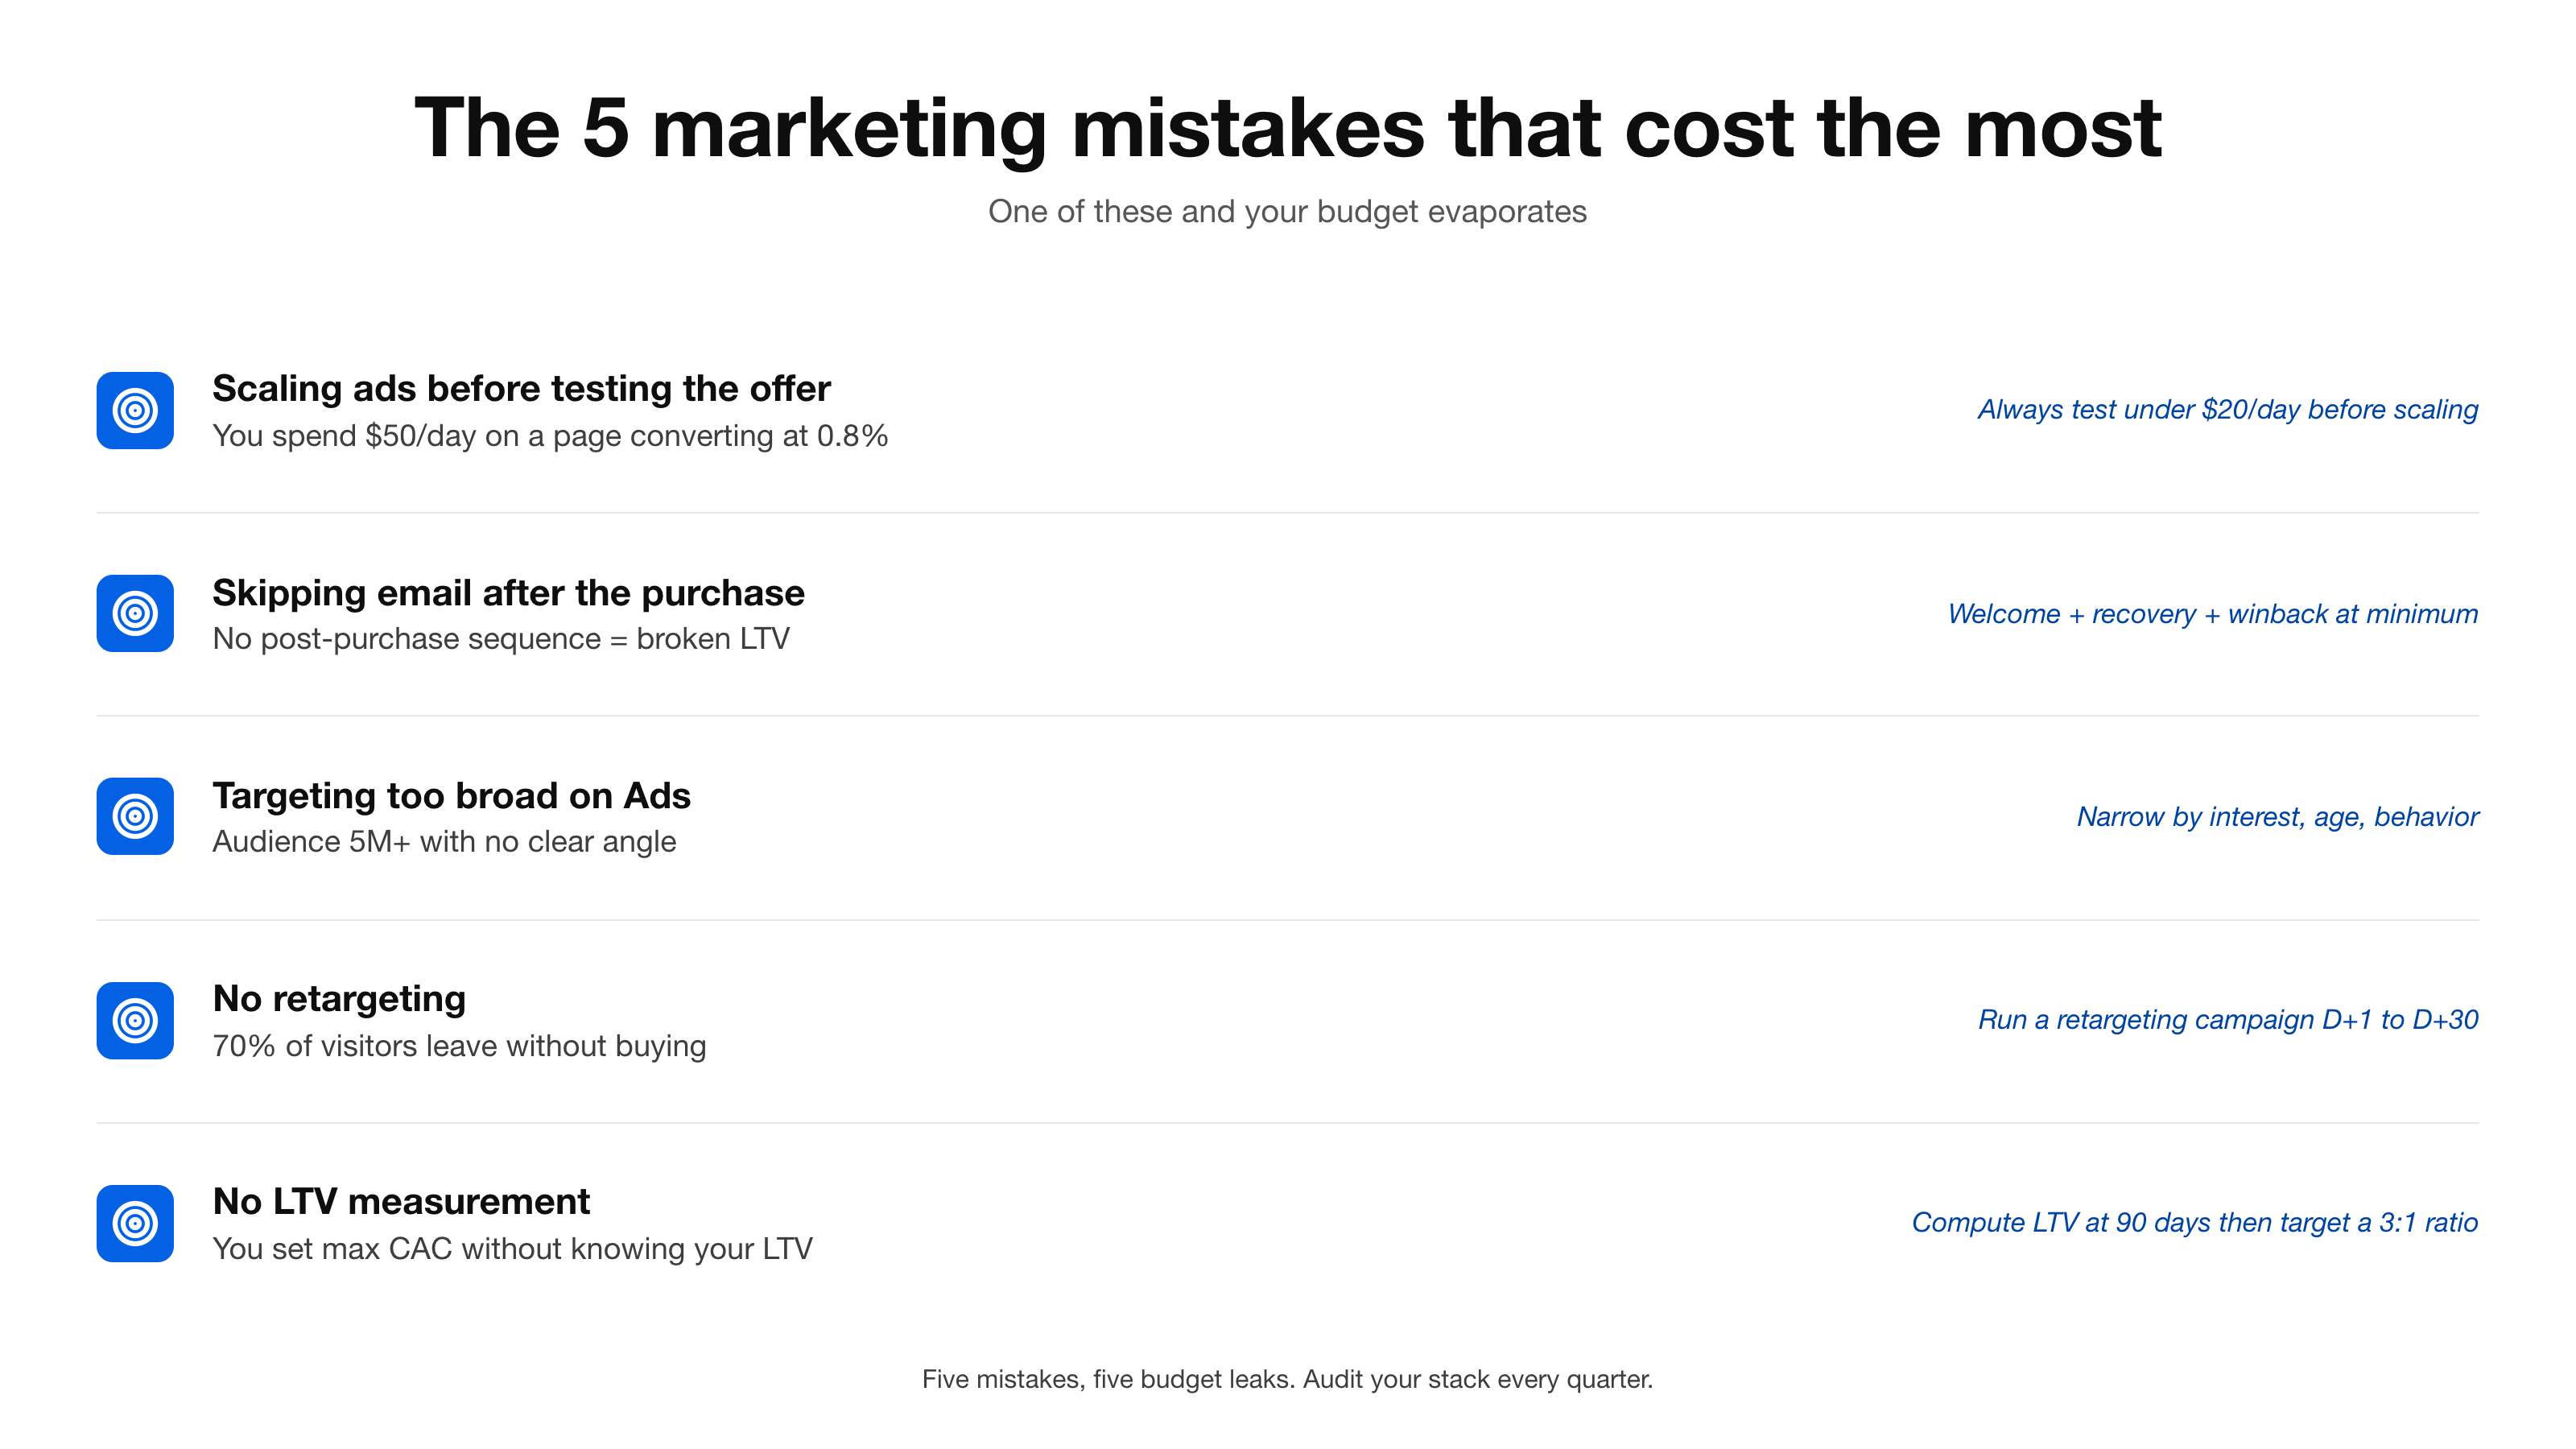 The 5 marketing mistakes that cost the most
One of these and your budget evaporates
Scaling ads before testing the offer
You spend $50/day on a page converting at 0.8%
Always test under $20/day before scaling
Skipping email after the purchase
No post-purchase sequence = broken LTV
Welcome + recovery + winback at minimum
Targeting too broad on Ads
Audience 5M+ with no clear angle
Narrow by interest, age, behavior
No retargeting
70% of visitors leave without buying
Run a retargeting campaign D+1 to D+30
No LTV measurement
You set max CAC without knowing your LTV
Compute LTV at 90 days then target a 3:1 ratio
Five mistakes, five budget leaks. Audit your stack every quarter.